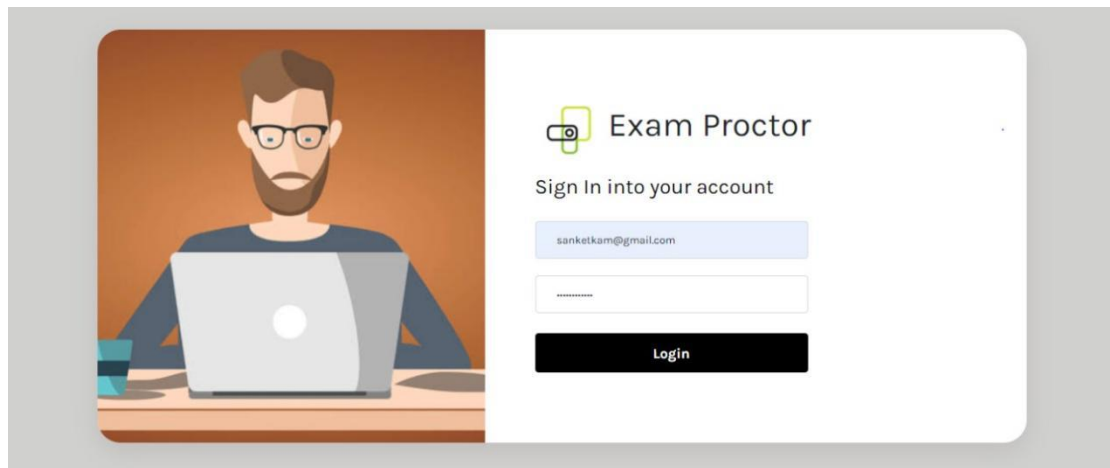 Exam Proctor
Sign In into your account
sanketkam@gmail.com
............
Login